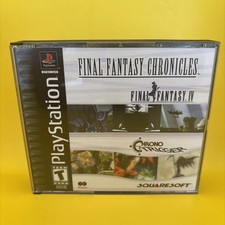 FINAL FANTASY CHRONICLES
FINAL FANTASY IV
PlayStation
CHRONO
TRIGGER
T
SQUARESOFT